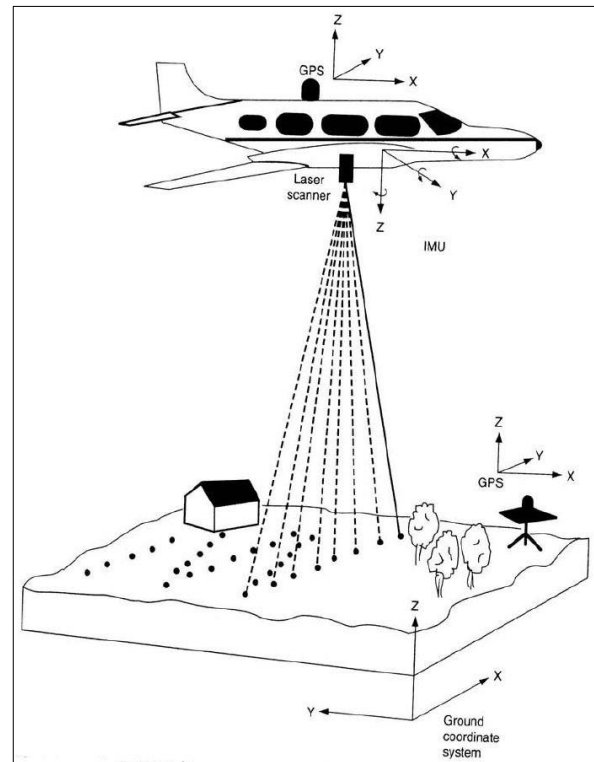 Z
Y
GPS
X
X
Laser
scanner
Y
Z
IMU
Z
Y
X
GPS
Z
X
Y
Ground
coordinate
system